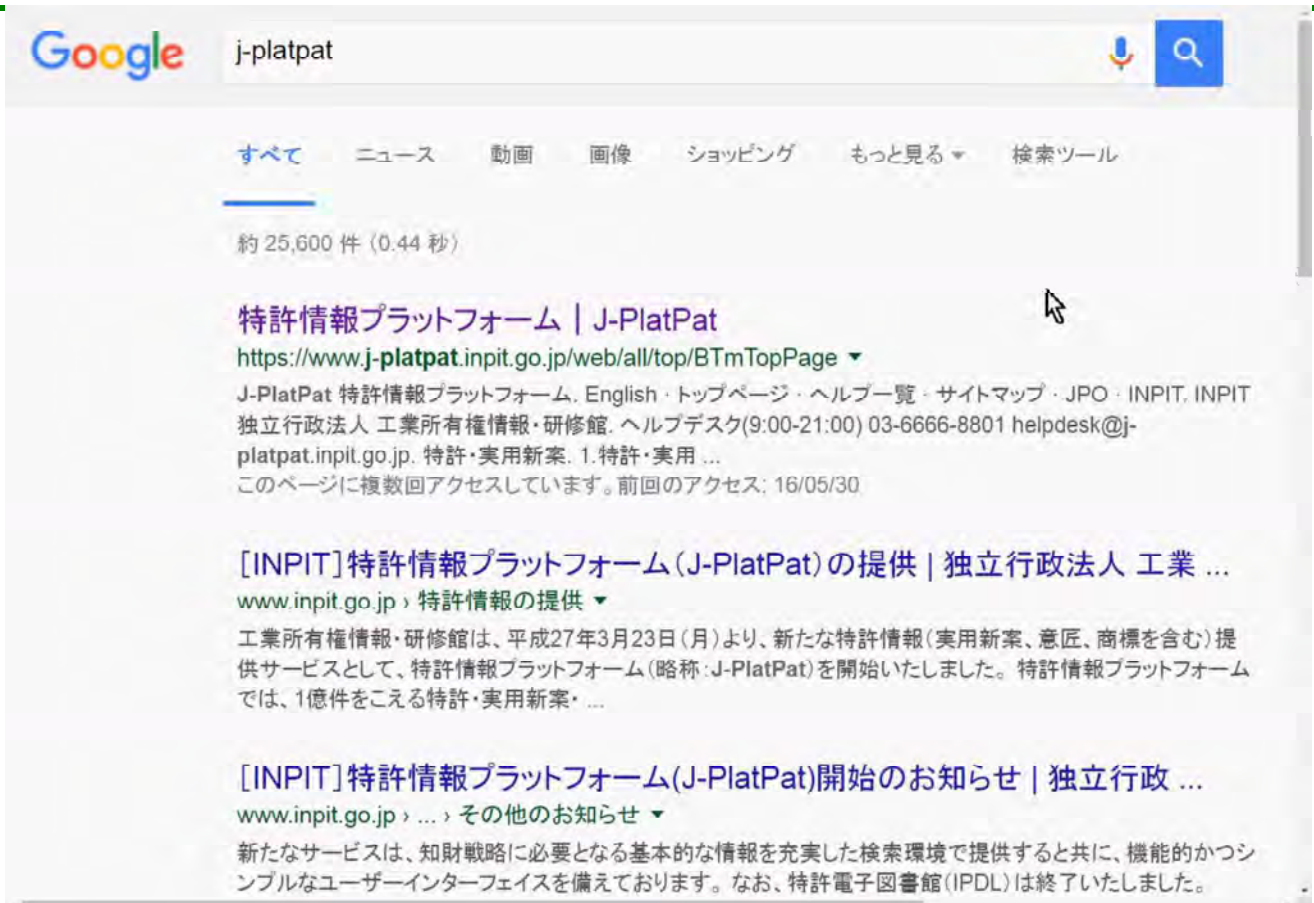 Google j-platpat
すべて ニュース 動画 画像 ショッピング もっと見る 検索ツール
約 25,600 件 (0.44 秒)
特許情報プラットフォーム | J-PlatPat
https://www.j-platpat.inpit.go.jp/web/all/top/BTmTopPage
J-PlatPat 特許情報プラットフォーム. English · トップページ · ヘルプ一覧 · サイトマップ · JPO · INPIT. INPIT
独立行政法人 工業所有権情報・研修館. ヘルプデスク(9:00-21:00) 03-6666-8801 helpdesk@j-
platpat.inpit.go.jp. 特許・実用新案. 1.特許・実用 ...
このページに複数回アクセスしています。前回のアクセス: 16/05/30
[INPIT]特許情報プラットフォーム(J-PlatPat)の提供 | 独立行政法人 工業 ...
www.inpit.go.jp › 特許情報の提供
工業所有権情報・研修館は、平成27年3月23日(月)より、新たな特許情報(実用新案、意匠、商標を含む)提
供サービスとして、特許情報プラットフォーム(略称:J-PlatPat)を開始いたしました。特許情報プラットフォーム
では、1億件をこえる特許・実用新案・ ...
[INPIT]特許情報プラットフォーム(J-PlatPat)開始のお知らせ | 独立行政 ...
www.inpit.go.jp › ... › その他のお知らせ
新たなサービスは、知財戦略に必要となる基本的な情報を充実した検索環境で提供すると共に、機能的かつシ
ンプルなユーザーインターフェイスを備えております。なお、特許電子図書館(IPDL)は終了いたしました。